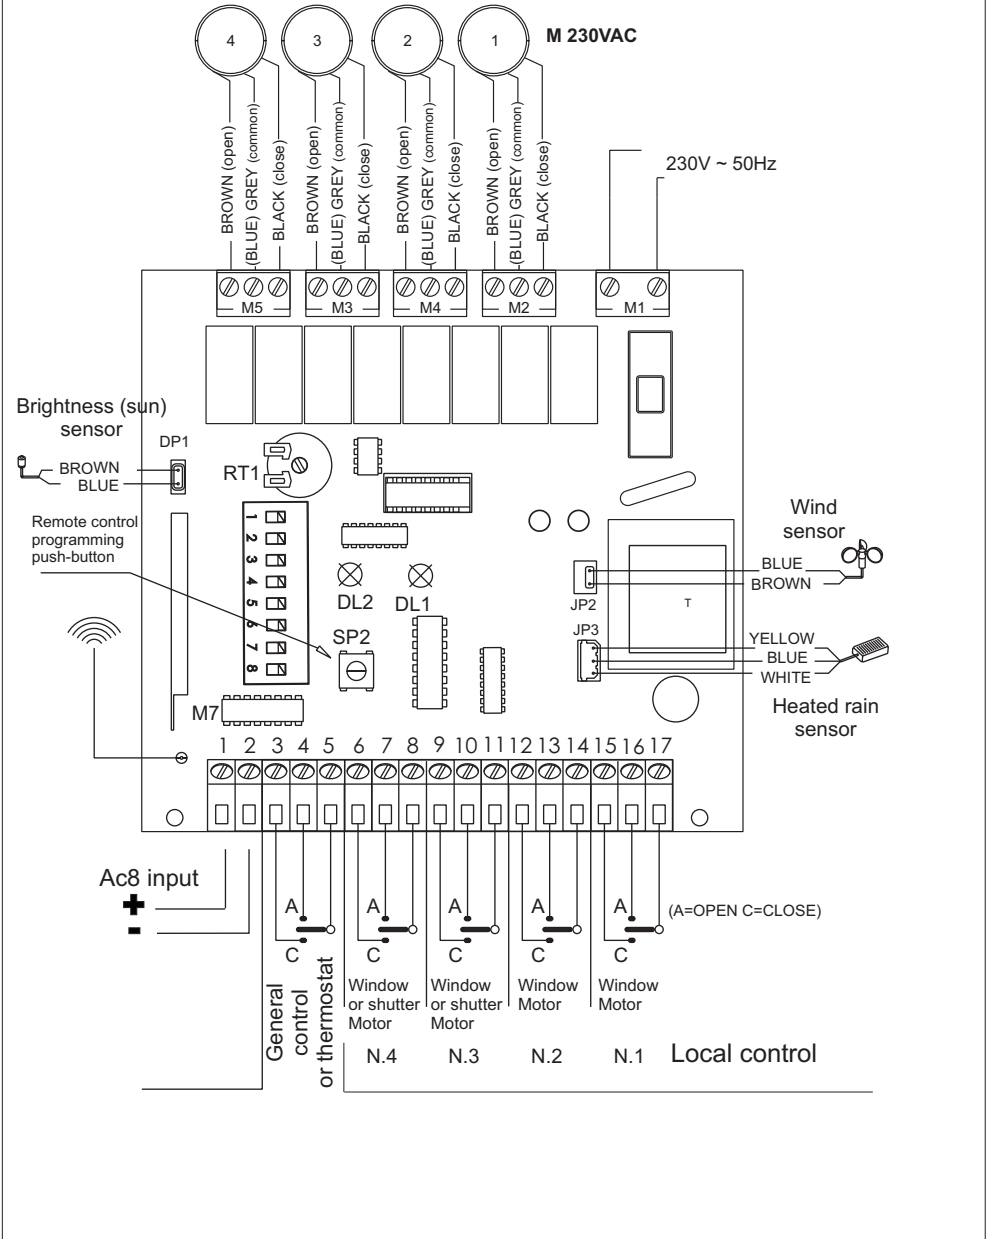 4 3 2 1 M 230VAC
BROWN (open)
(BLUE) GREY (common)
BLACK (close)
BROWN (open)
(BLUE) GREY (common)
BLACK (close)
BROWN (open)
(BLUE) GREY (common)
BLACK (close)
BROWN (open)
(BLUE) GREY (common)
BLACK (close)
230V ~ 50Hz
M5 M3 M4 M2 M1
Brightness (sun)
sensor
DP1
BROWN
BLUE
RT1
Remote control
programming
push-button
1
2
3
4
5
6
7
8
DL2
DL1
SP2
M7
Wind
sensor
BLUE
BROWN
JP2
T
JP3
YELLOW
BLUE
WHITE
Heated rain
sensor
1 2 3 4 5 6 7 8 9 10 11 12 13 14 15 16 17
Ac8 input
+
-
A A A A A (A=OPEN C=CLOSE)
C C C C C
General
control
or thermostat
Window
or shutter
Motor
N.4
Window
or shutter
Motor
N.3
Window
Motor
N.2
Window
Motor
N.1
Local control